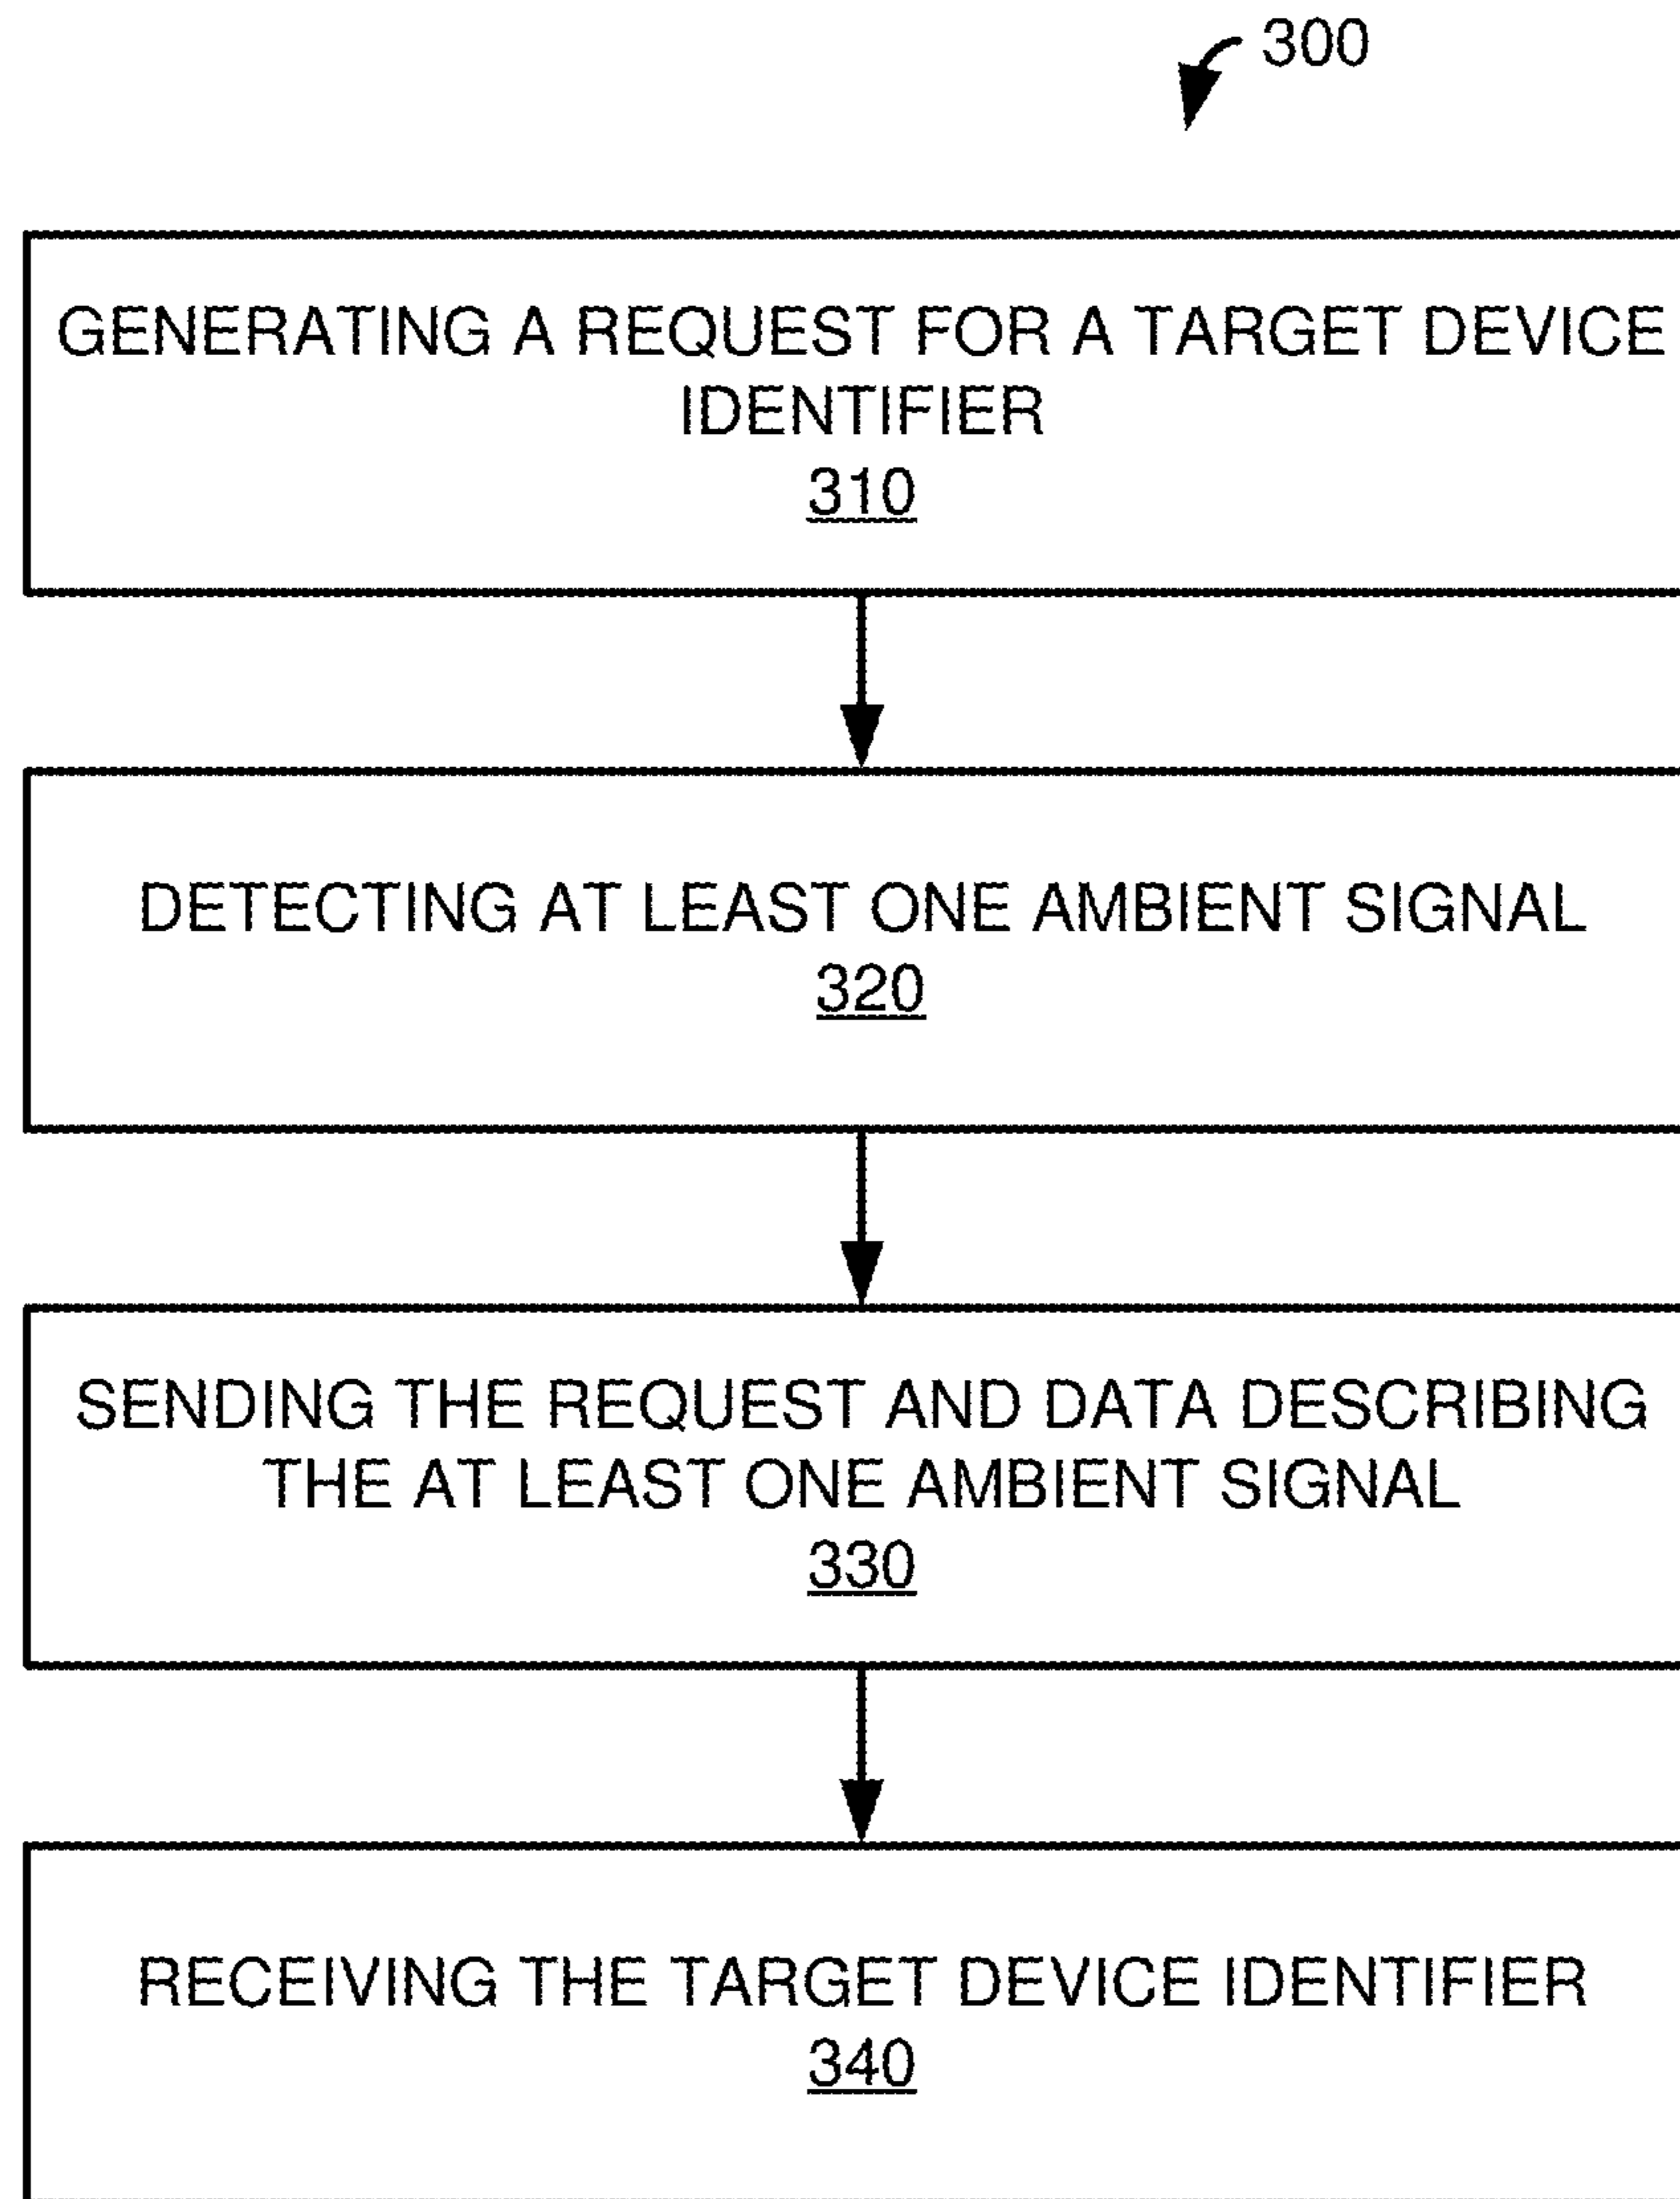 300
GENERATING A REQUEST FOR A TARGET DEVICE
IDENTIFIER
310
DETECTING AT LEAST ONE AMBIENT SIGNAL
320
SENDING THE REQUEST AND DATA DESCRIBING
THE AT LEAST ONE AMBIENT SIGNAL
330
RECEIVING THE TARGET DEVICE IDENTIFIER
340